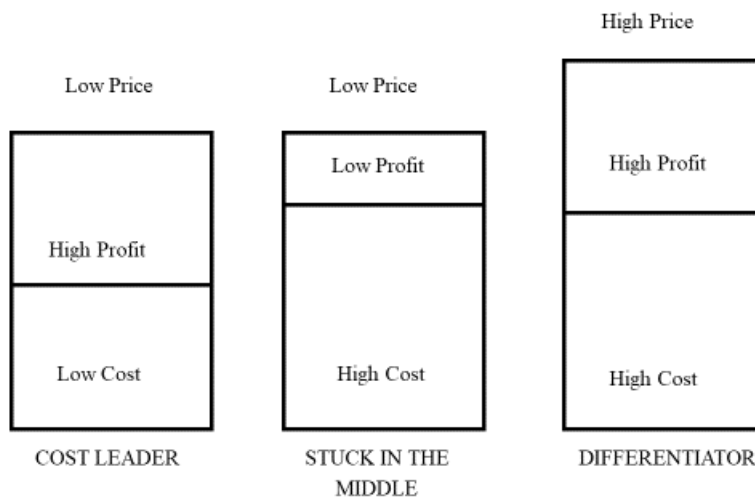 High Price
Low Price
Low Price
Low Profit
High Profit
High Profit
Low Cost
High Cost
High Cost
COST LEADER
STUCK IN THE
MIDDLE
DIFFERENTIATOR